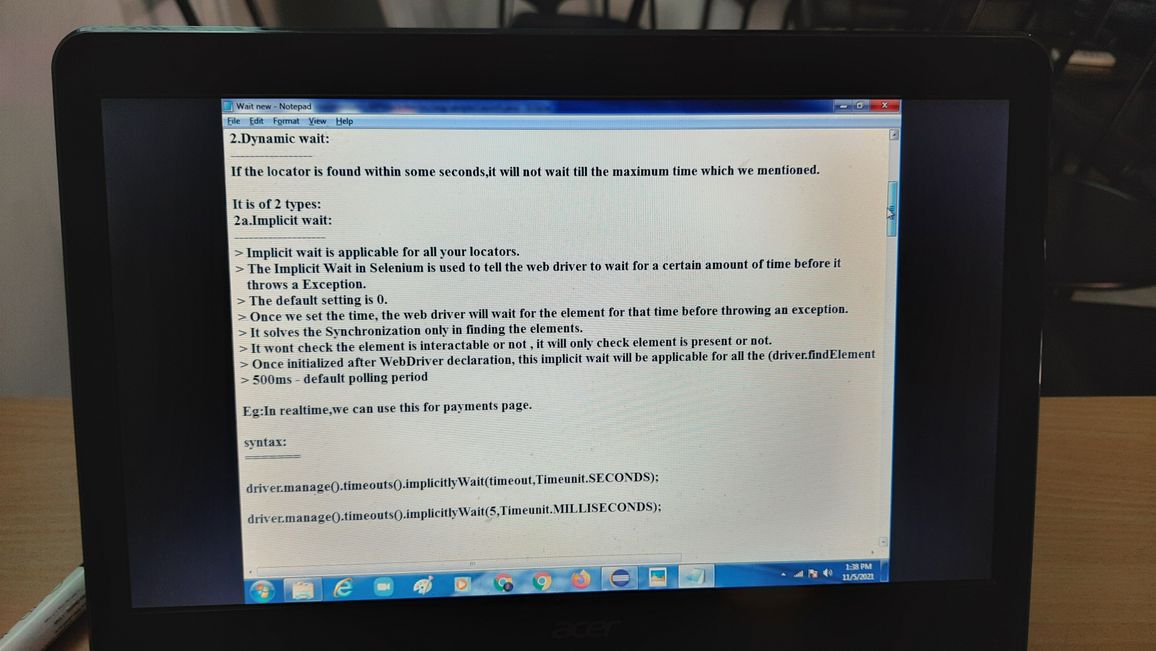 Wait new - Notepad
File Edit Format View Help
2.Dynamic wait:
------------------
If the locator is found within some seconds,it will not wait till the maximum time which we mentioned.
It is of 2 types:
2a.Implicit wait:
--------------------
> Implicit wait is applicable for all your locators.
> The Implicit Wait in Selenium is used to tell the web driver to wait for a certain amount of time before it
throws a Exception.
> The default setting is 0.
> Once we set the time, the web driver will wait for the element for that time before throwing an exception.
> It solves the Synchronization only in finding the elements.
> It wont check the element is interactable or not , it will only check element is present or not.
> Once initialized after WebDriver declaration, this implicit wait will be applicable for all the (driver.findElement
> 500ms - default polling period
Eg:In realtime,we can use this for payments page.
syntax:
========
driver.manage().timeouts().implicitlyWait(timeout,Timeunit.SECONDS);
driver.manage().timeouts().implicitlyWait(5,Timeunit.MILLISECONDS);
1:38 PM
11/5/2021
acer